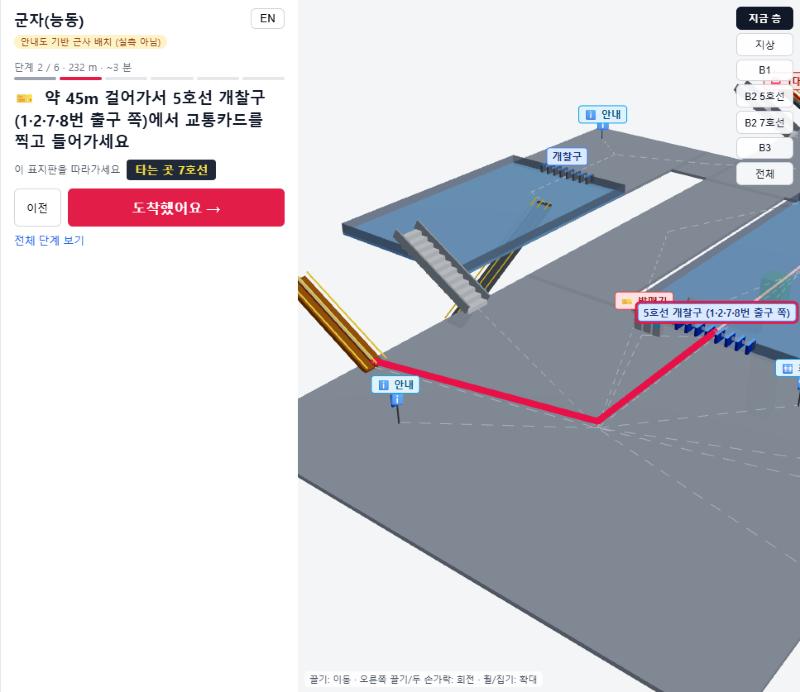 군자(능동)
EN
안내도 기반 근사 배치 (실측 아님)
단계 2 / 6 · 232 m · ~3 분
🎫 약 45m 걸어가서 5호선 개찰구
(1·2·7·8번 출구 쪽)에서 교통카드를
찍고 들어가세요
이 표지판을 따라가세요
타는 곳 7호선
이전
도착했어요 →
전체 단계 보기
지금 층
지상
B1
B2 5호선
B2 7호선
B3
전체
안내
개찰구
5호선 개찰구 (1·2·7·8번 출구 쪽)
안내
끌기: 이동 · 오른쪽 끌기/두 손가락: 회전 · 휠/집기: 확대